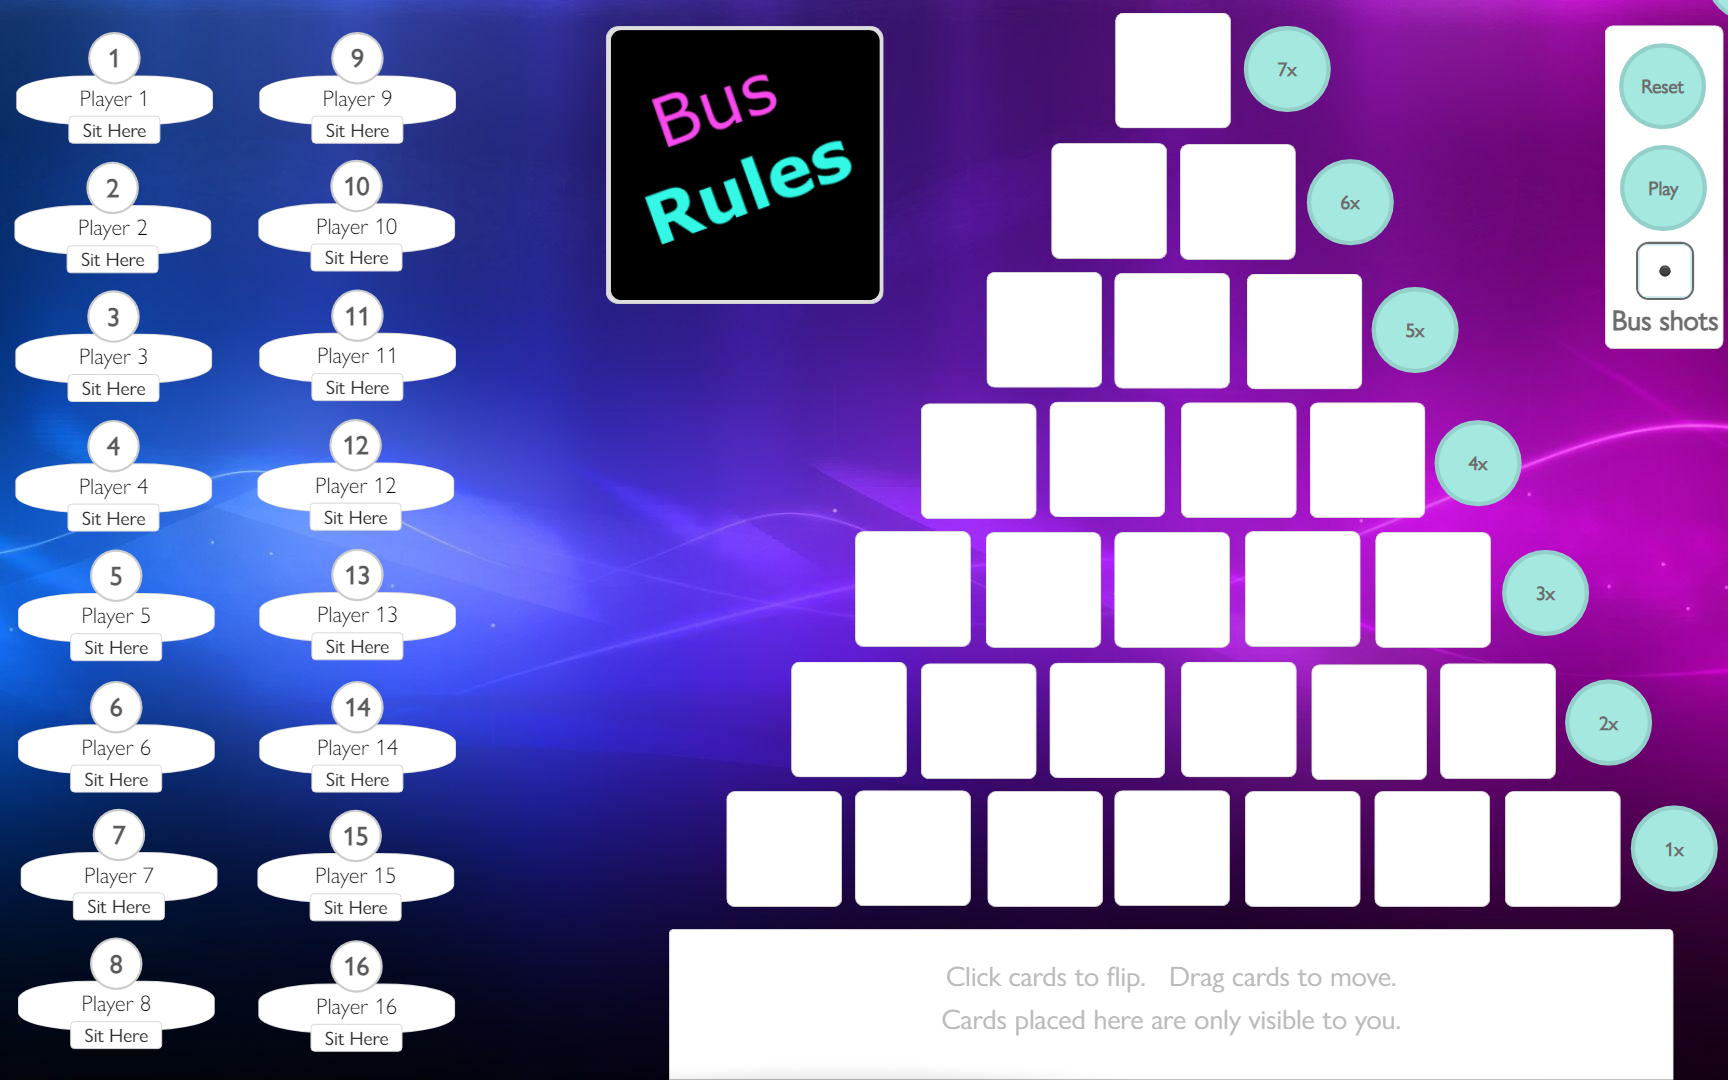 1
Player 1
Sit Here
2
Player 2
Sit Here
3
Player 3
Sit Here
4
Player 4
Sit Here
5
Player 5
Sit Here
6
Player 6
Sit Here
7
Player 7
Sit Here
8
Player 8
Sit Here
9
Player 9
Sit Here
10
Player 10
Sit Here
11
Player 11
Sit Here
12
Player 12
Sit Here
13
Player 13
Sit Here
14
Player 14
Sit Here
15
Player 15
Sit Here
16
Player 16
Sit Here
Bus
Rules
7x
6x
5x
4x
3x
2x
1x
Reset
Play
Bus shots
Click cards to flip. Drag cards to move.
Cards placed here are only visible to you.